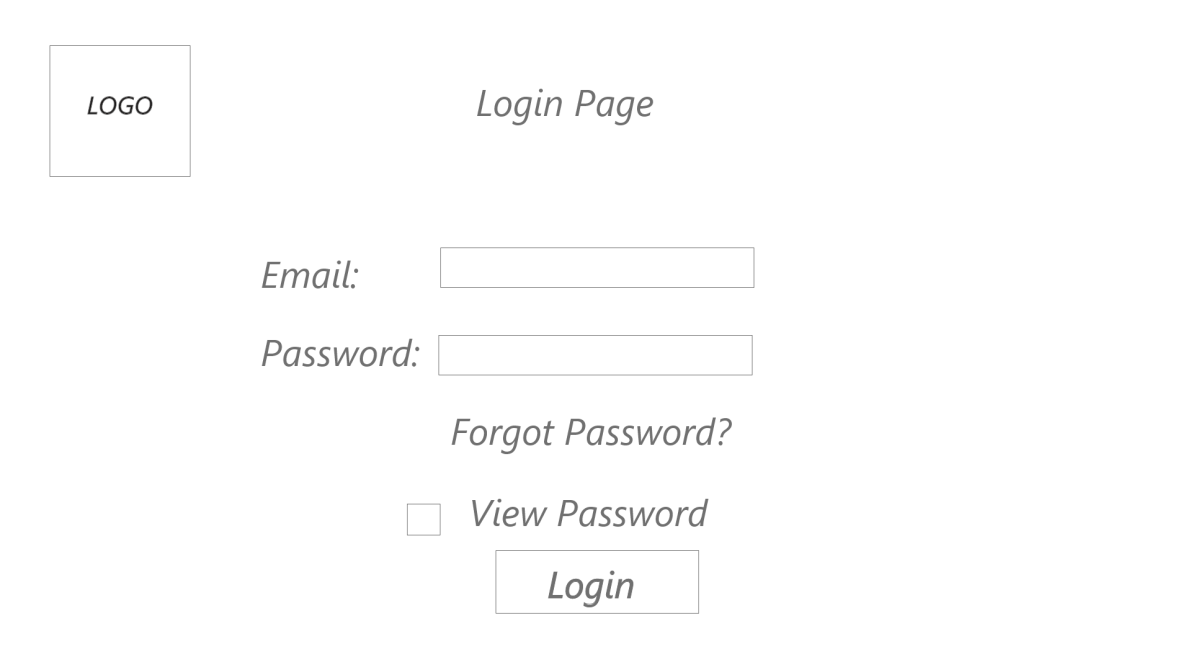 LOGO
Login Page
Email:
Password:
Forgot Password?
View Password
Login